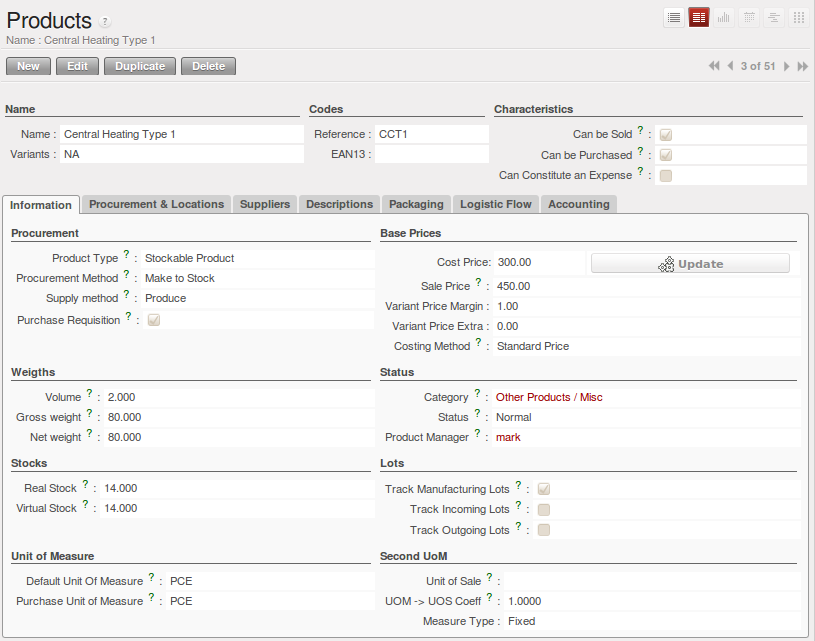 Products ?
Name : Central Heating Type 1
New Edit Duplicate Delete
3 of 51
Name
Name : Central Heating Type 1
Variants : NA
Codes
Reference : CCT1
EAN13 :
Characteristics
Can be Sold ? :
Can be Purchased ? :
Can Constitute an Expense ? :
Information Procurement & Locations Suppliers Descriptions Packaging Logistic Flow Accounting
Procurement
Product Type ? : Stockable Product
Procurement Method ? : Make to Stock
Supply method ? : Produce
Purchase Requisition ? :
Base Prices
Cost Price: 300.00 Update
Sale Price ? : 450.00
Variant Price Margin : 1.00
Variant Price Extra : 0.00
Costing Method ? : Standard Price
Weigths
Volume ? : 2.000
Gross weight ? : 80.000
Net weight ? : 80.000
Status
Category ? : Other Products / Misc
Status ? : Normal
Product Manager ? : mark
Stocks
Real Stock ? : 14.000
Virtual Stock ? : 14.000
Lots
Track Manufacturing Lots ? :
Track Incoming Lots ? :
Track Outgoing Lots ? :
Unit of Measure
Default Unit Of Measure ? : PCE
Purchase Unit of Measure ? : PCE
Second UoM
Unit of Sale ? :
UOM -> UOS Coeff ? : 1.0000
Measure Type : Fixed